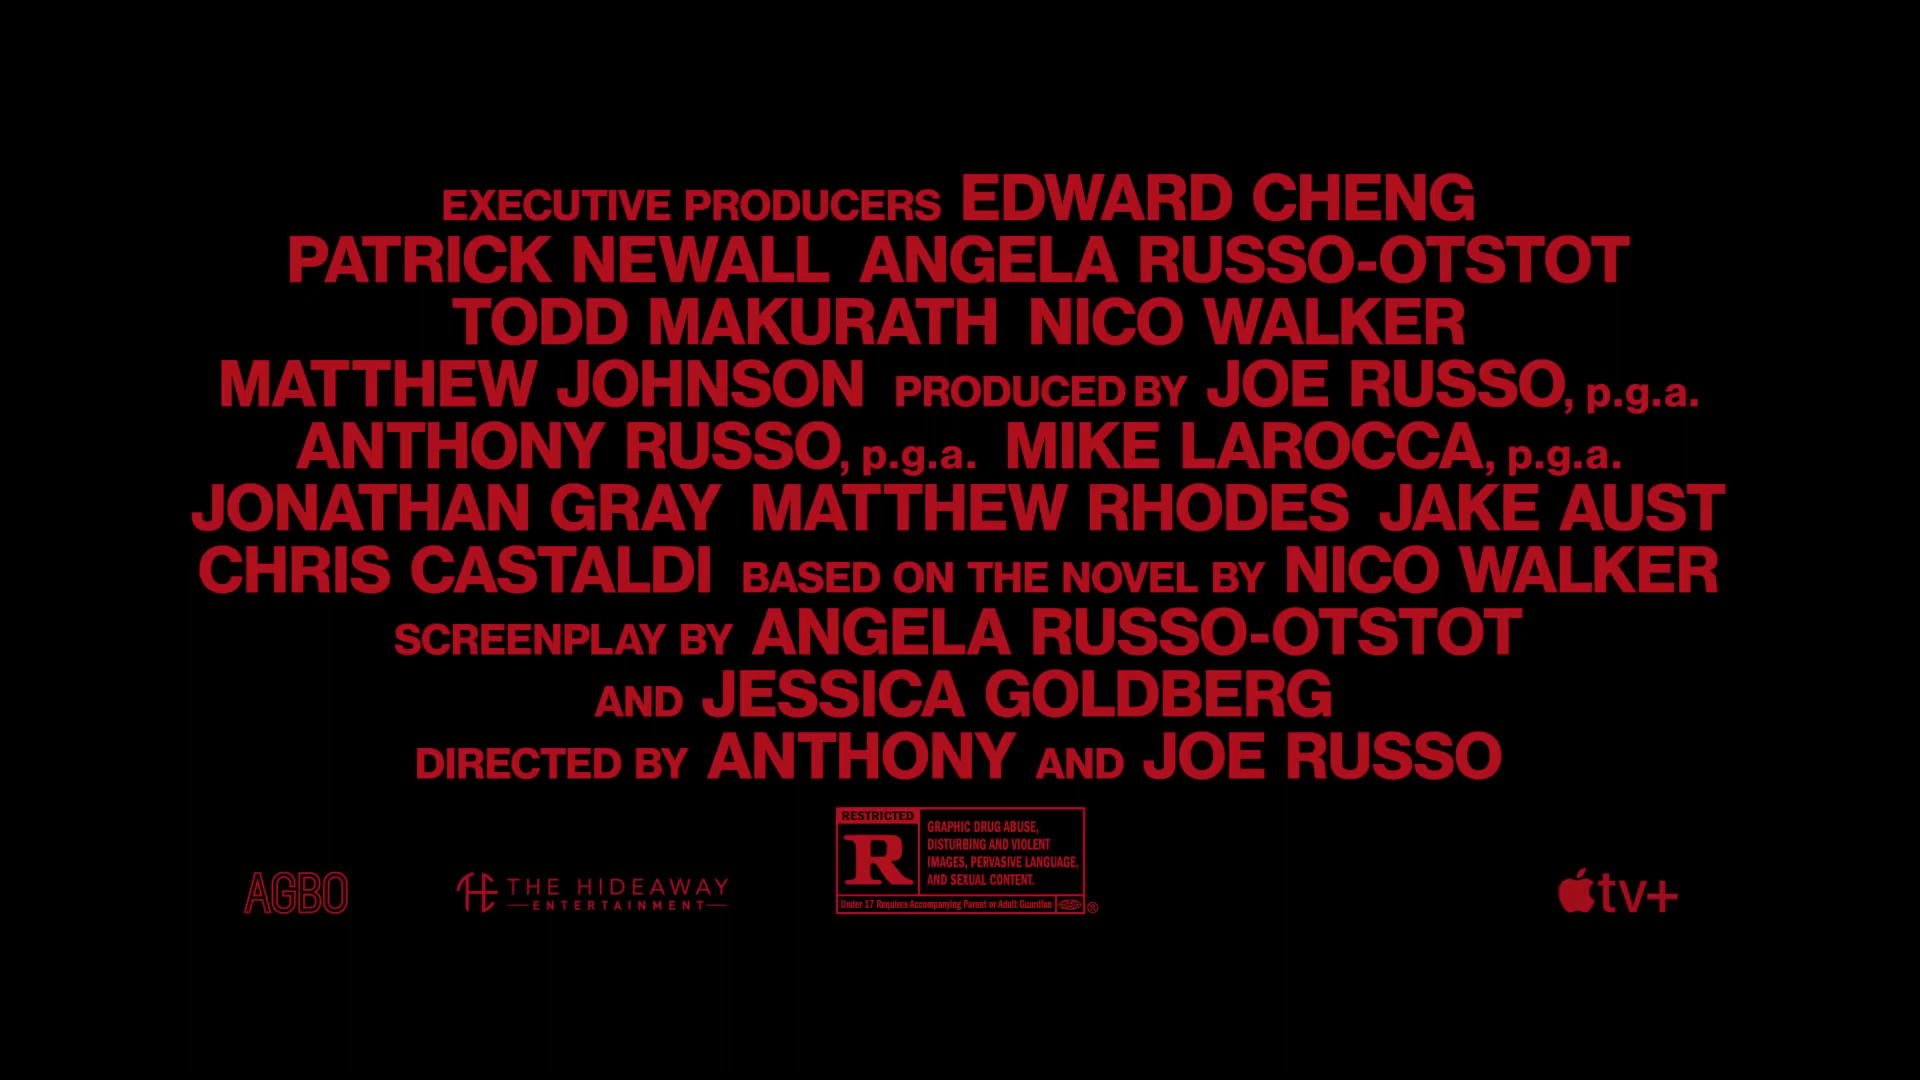 EXECUTIVE PRODUCERS EDWARD CHENG
PATRICK NEWALL ANGELA RUSSO-OTSTOT
TODD MAKURATH NICO WALKER
MATTHEW JOHNSON PRODUCED BY JOE RUSSO, p.g.a.
ANTHONY RUSSO, p.g.a. MIKE LAROCCA, p.g.a.
JONATHAN GRAY MATTHEW RHODES JAKE AUST
CHRIS CASTALDI BASED ON THE NOVEL BY NICO WALKER
SCREENPLAY BY ANGELA RUSSO-OTSTOT
AND JESSICA GOLDBERG
DIRECTED BY ANTHONY AND JOE RUSSO
AGBO
THE HIDEAWAY
ENTERTAINMENT
RESTRICTED
R
GRAPHIC DRUG ABUSE,
DISTURBING AND VIOLENT
IMAGES, PERVASIVE LANGUAGE,
AND SEXUAL CONTENT.
Under 17 Requires Accompanying Parent or Adult Guardian
®
tv+